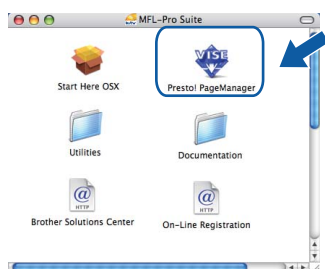 MFL-Pro Suite
VISE
Start Here OSX
Presto! PageManager
Utilities
Documentation
@
HTTP
@
HTTP
Brother Solutions Center
On-Line Registration